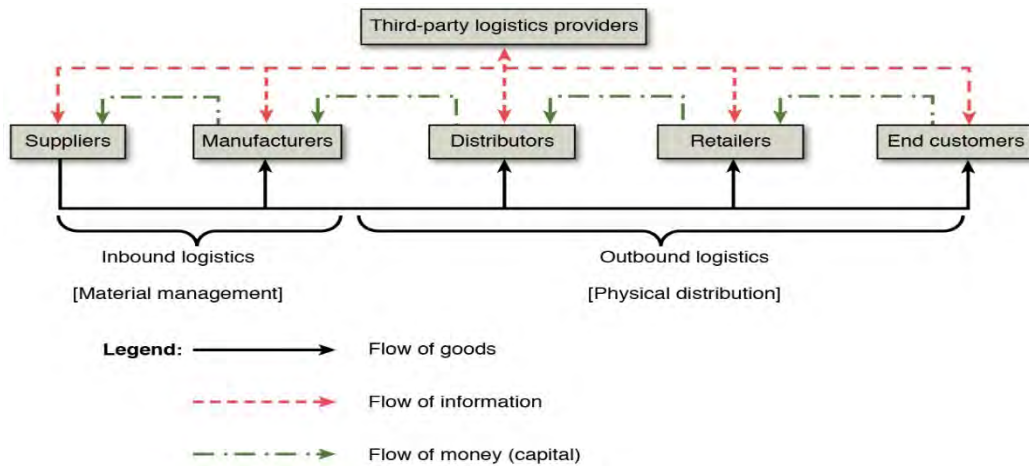 Third-party logistics providers
Suppliers
Manufacturers
Distributors
Retailers
End customers
Inbound logistics
[Material management]
Outbound logistics
[Physical distribution]
Legend:
Flow of goods
Flow of information
Flow of money (capital)